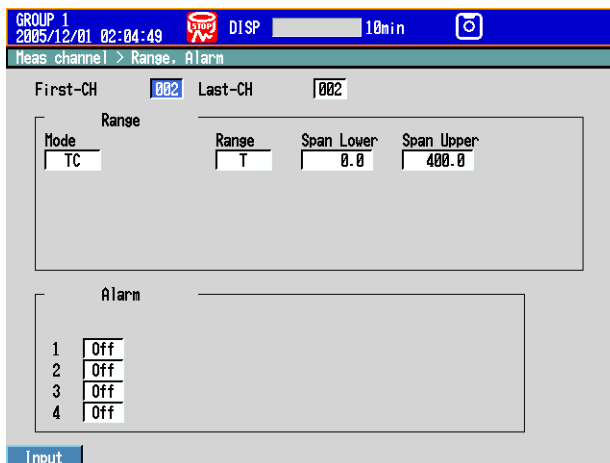 GROUP 1
2005/12/01 02:04:49 STOP DISP 10min
Meas channel > Range, Alarm
First-CH 002 Last-CH 002
Range
Mode Range Span Lower Span Upper
TC T 0.0 400.0
Alarm
1 Off
2 Off
3 Off
4 Off
Input